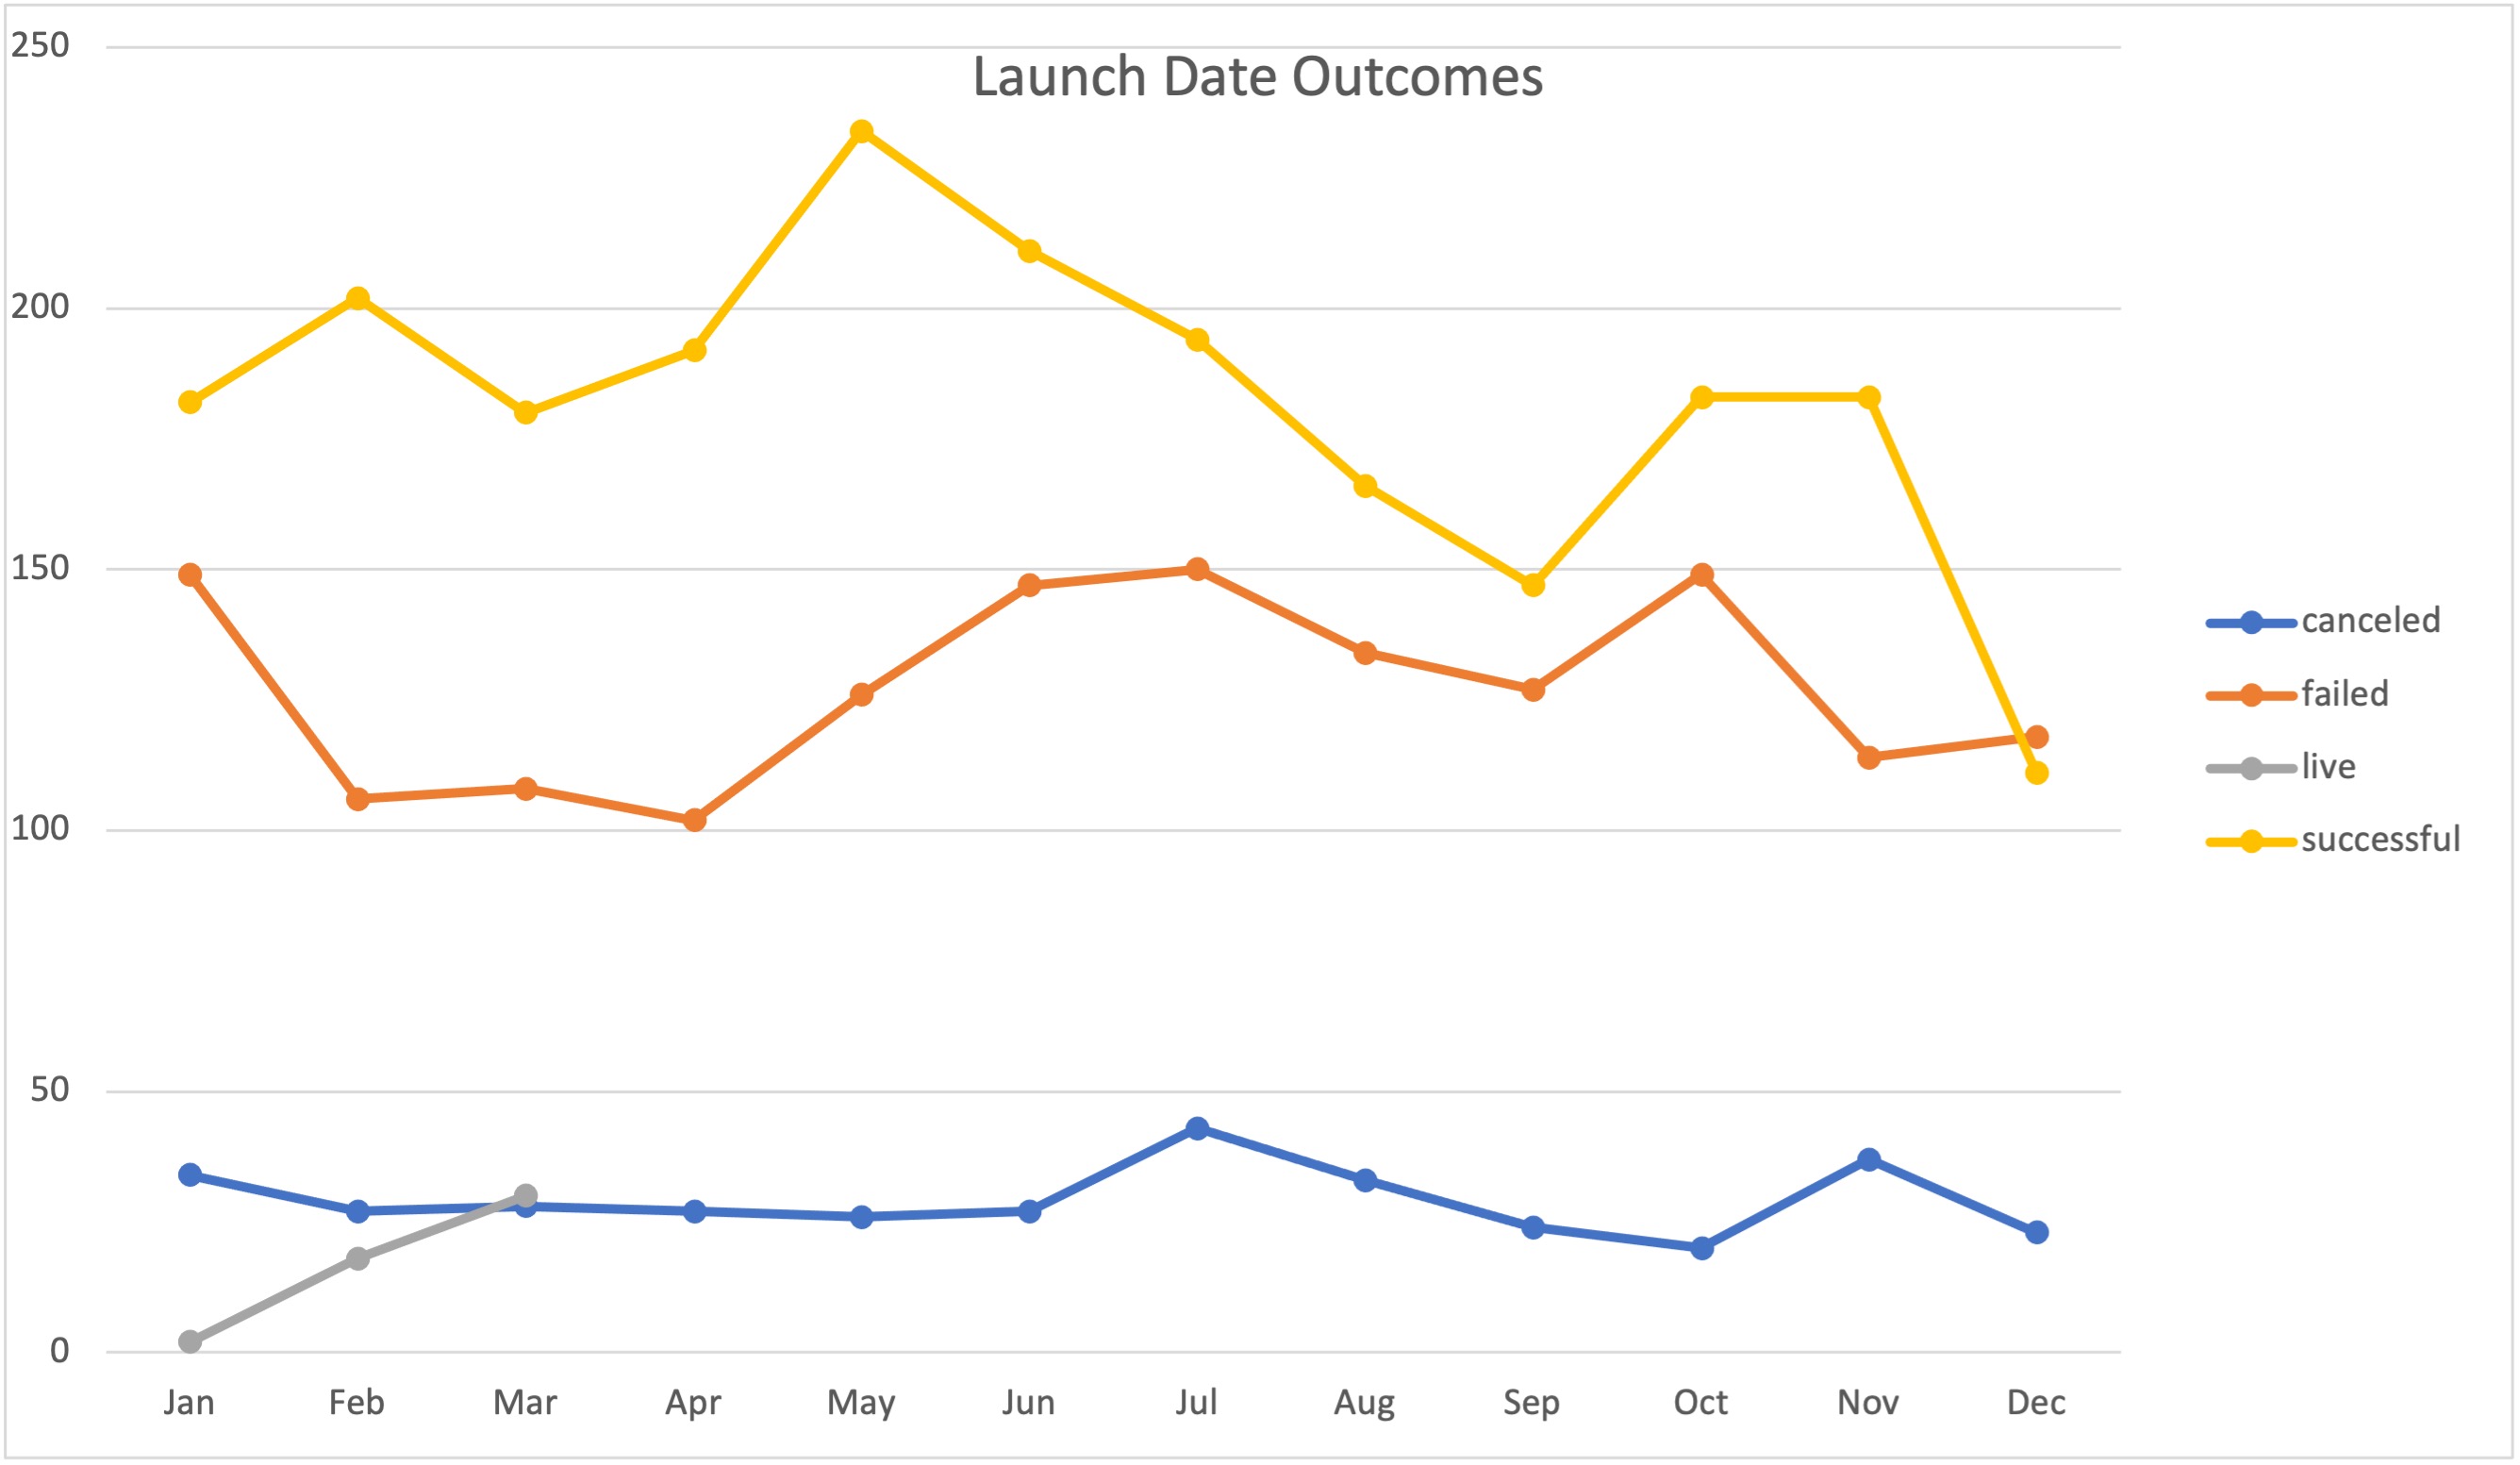 Launch Date Outcomes
250
200
150
100
50
0
Jan Feb Mar Apr May Jun Jul Aug Sep Oct Nov Dec
canceled
failed
live
successful